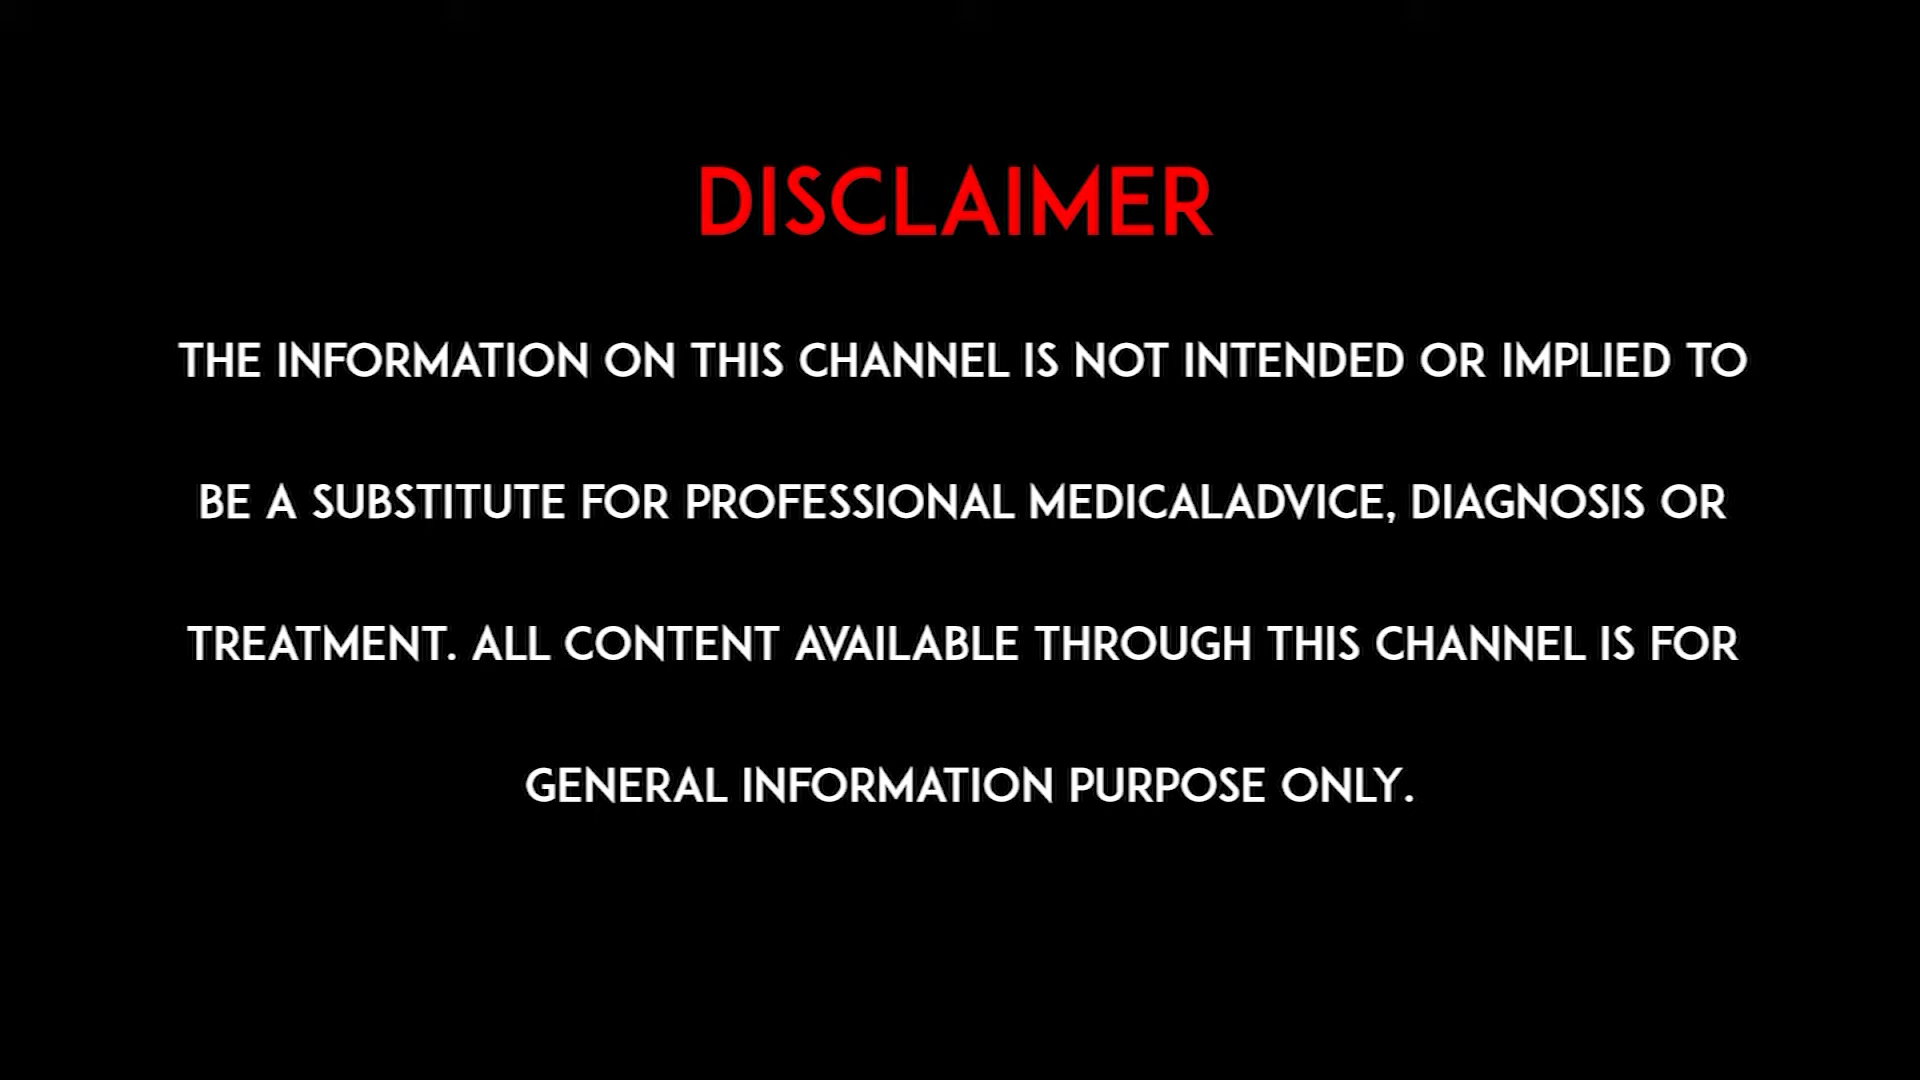 DISCLAIMER
THE INFORMATION ON THIS CHANNEL IS NOT INTENDED OR IMPLIED TO
BE A SUBSTITUTE FOR PROFESSIONAL MEDICALADVICE, DIAGNOSIS OR
TREATMENT. ALL CONTENT AVAILABLE THROUGH THIS CHANNEL IS FOR
GENERAL INFORMATION PURPOSE ONLY.